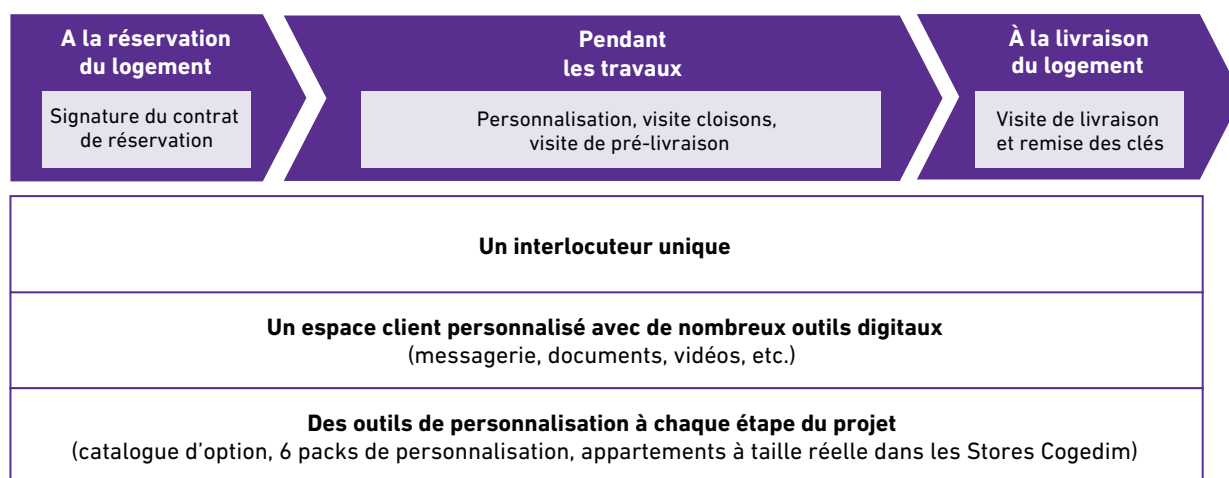 A la réservation
du logement
Signature du contrat
de réservation
Pendant
les travaux
Personnalisation, visite cloisons,
visite de pré-livraison
À la livraison
du logement
Visite de livraison
et remise des clés
Un interlocuteur unique
Un espace client personnalisé avec de nombreux outils digitaux
(messagerie, documents, vidéos, etc.)
Des outils de personnalisation à chaque étape du projet
(catalogue d’option, 6 packs de personnalisation, appartements à taille réelle dans les Stores Cogedim)